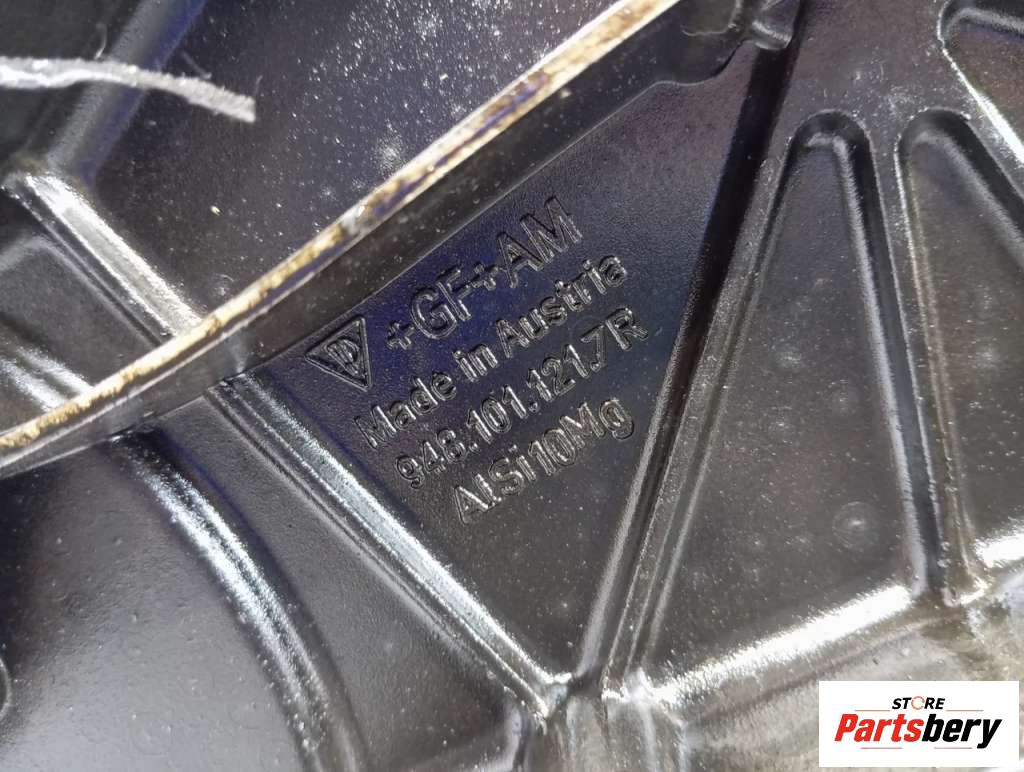 +GF+AM
Made in Austria
948.101.121.7R
AlSi10Mg
STORE
Partsbery